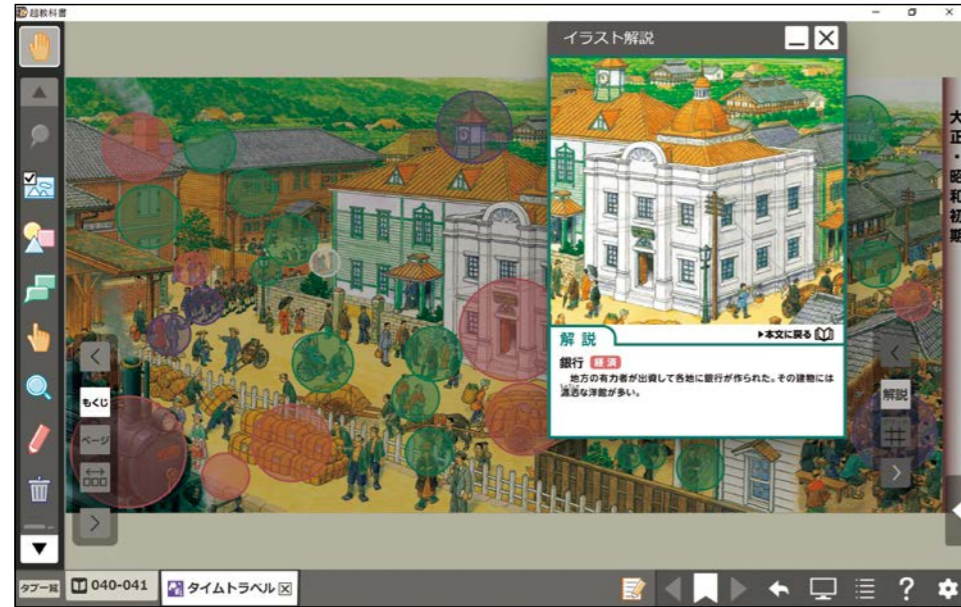 超教科書
イラスト解説
大正・昭和初期
解説
▶本文に戻る
銀行 経済
地方の有力者が出資して各地に銀行が作られた。その建物には
瀟洒な洋館が多い。
もくじ
ページ
解説
タブ一覧
040-041
タイムトラベル
?